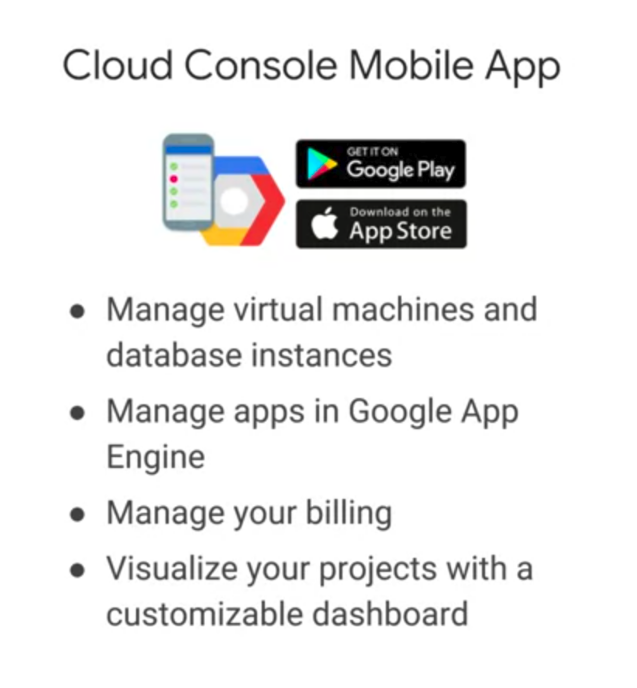 Cloud Console Mobile App
GET IT ON
Google Play
Download on the
App Store
● Manage virtual machines and
database instances
● Manage apps in Google App
Engine
● Manage your billing
● Visualize your projects with a
customizable dashboard